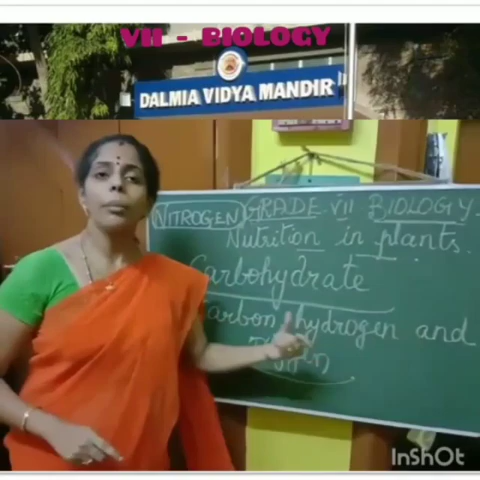 VII - BIOLOGY
DALMIA VIDYA MANDIR
NITROGEN GRADE-VII BIOLOGY.
Nutrition in plants.
Carbohydrate
Carbon hydrogen and
InShOt